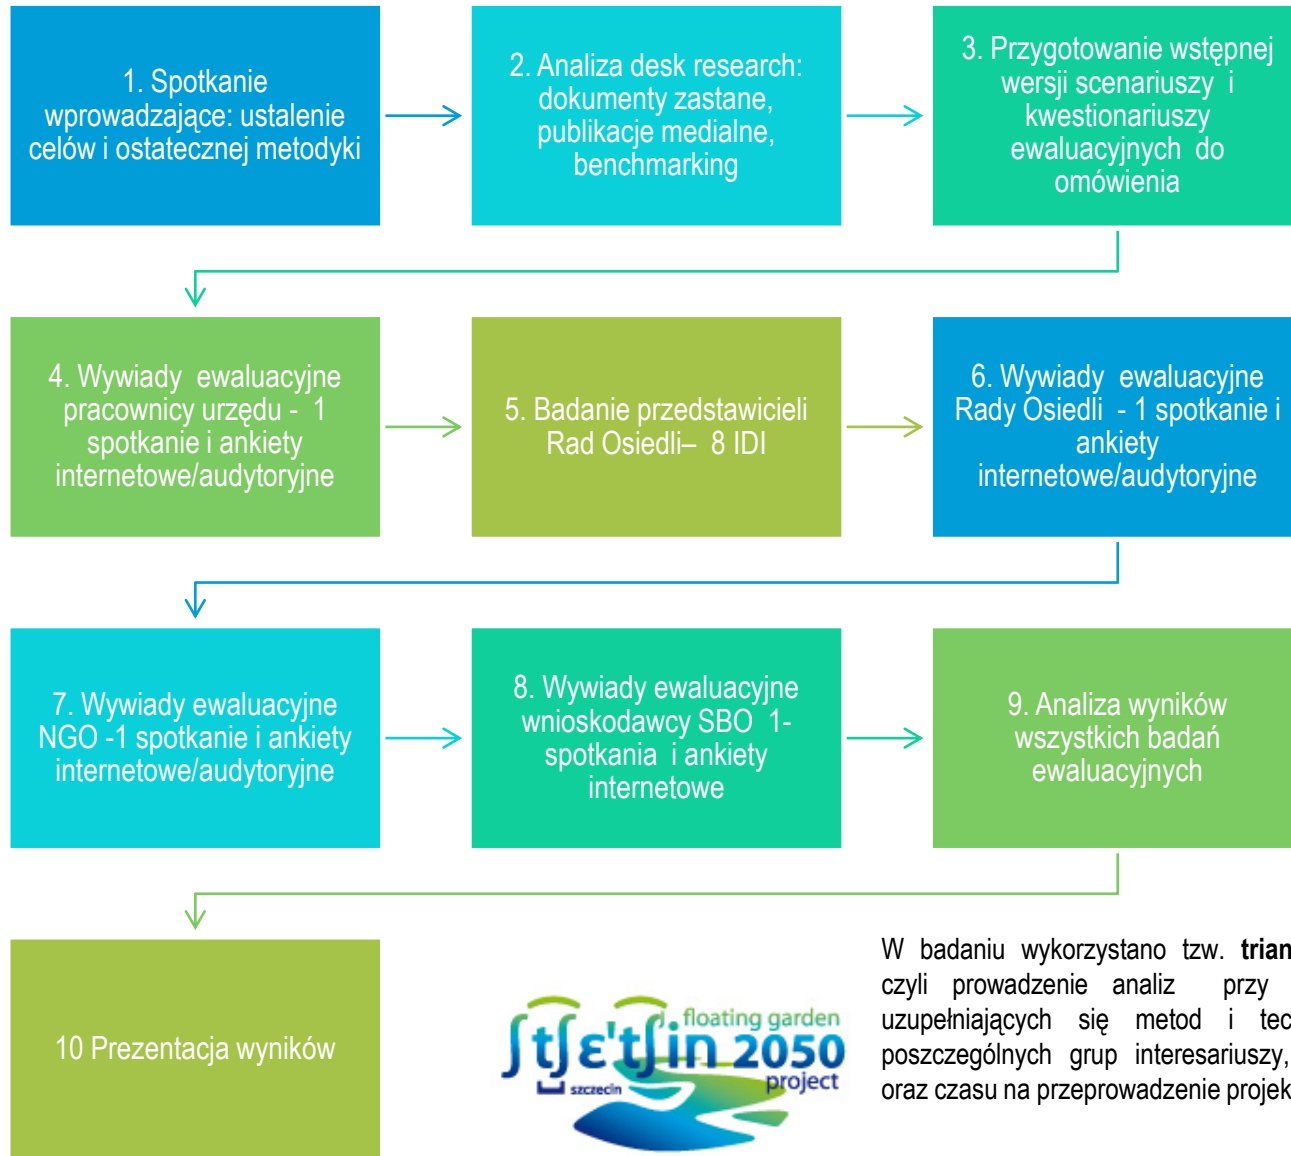 1. Spotkanie
wprowadzające: ustalenie
celów i ostatecznej metodyki
2. Analiza desk research:
dokumenty zastane,
publikacje medialne,
benchmarking
3. Przygotowanie wstępnej
wersji scenariuszy i
kwestionariuszy
ewaluacyjnych do
omówienia
4. Wywiady ewaluacyjne
pracownicy urzędu - 1
spotkanie i ankiety
internetowe/audytoryjne
5. Badanie przedstawicieli
Rad Osiedli– 8 IDI
6. Wywiady ewaluacyjne
Rady Osiedli - 1 spotkanie i
ankiety
internetowe/audytoryjne
7. Wywiady ewaluacyjne
NGO -1 spotkanie i ankiety
internetowe/audytoryjne
8. Wywiady ewaluacyjne
wnioskodawcy SBO 1-
spotkania i ankiety
internetowe
9. Analiza wyników
wszystkich badań
ewaluacyjnych
10 Prezentacja wyników
floating garden
ʃtʃɛ'tʃin 2050
szczecin project
W badaniu wykorzystano tzw. trian
czyli prowadzenie analiz przy
uzupełniających się metod i tec
poszczególnych grup interesariuszy,
oraz czasu na przeprowadzenie projek